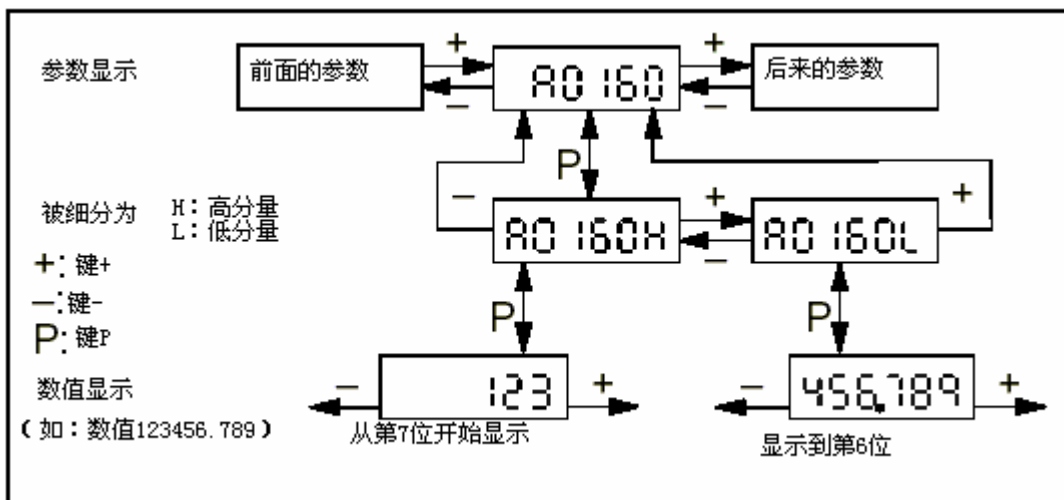 + +
参数显示 前面的参数 A0160 后来的参数
− −
P
− + +
被细分为 H：高分量 A0160H A0160L
L：低分量 −
+：键+
−：键-
P：键P P P
数值显示 − 123 + − 456.789 +
（如：数值123456.789） 从第7位开始显示 显示到第6位